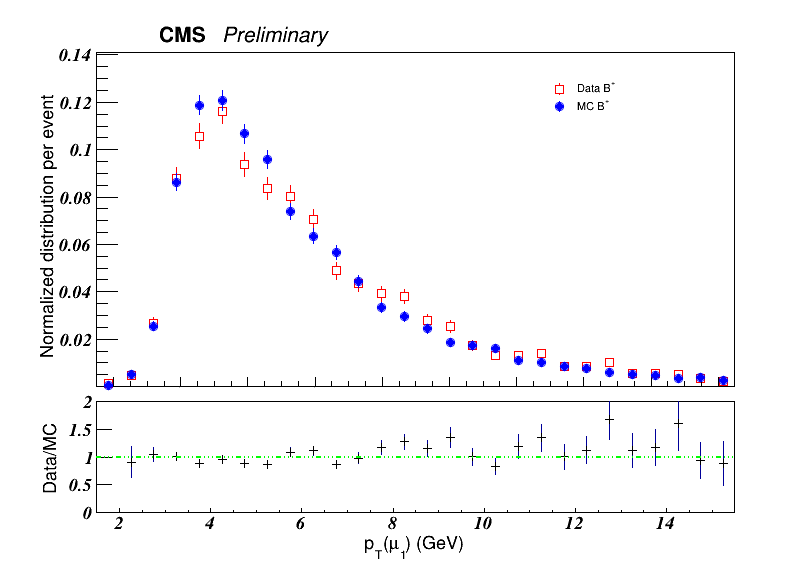 CMS Preliminary
0.14
0.12
0.1
0.08
0.06
0.04
0.02
Normalized distribution per event
Data B⁺
MC B⁺
2
1.5
1
0.5
0
Data/MC
2 4 6 8 10 12 14
p_T(μ_1) (GeV)